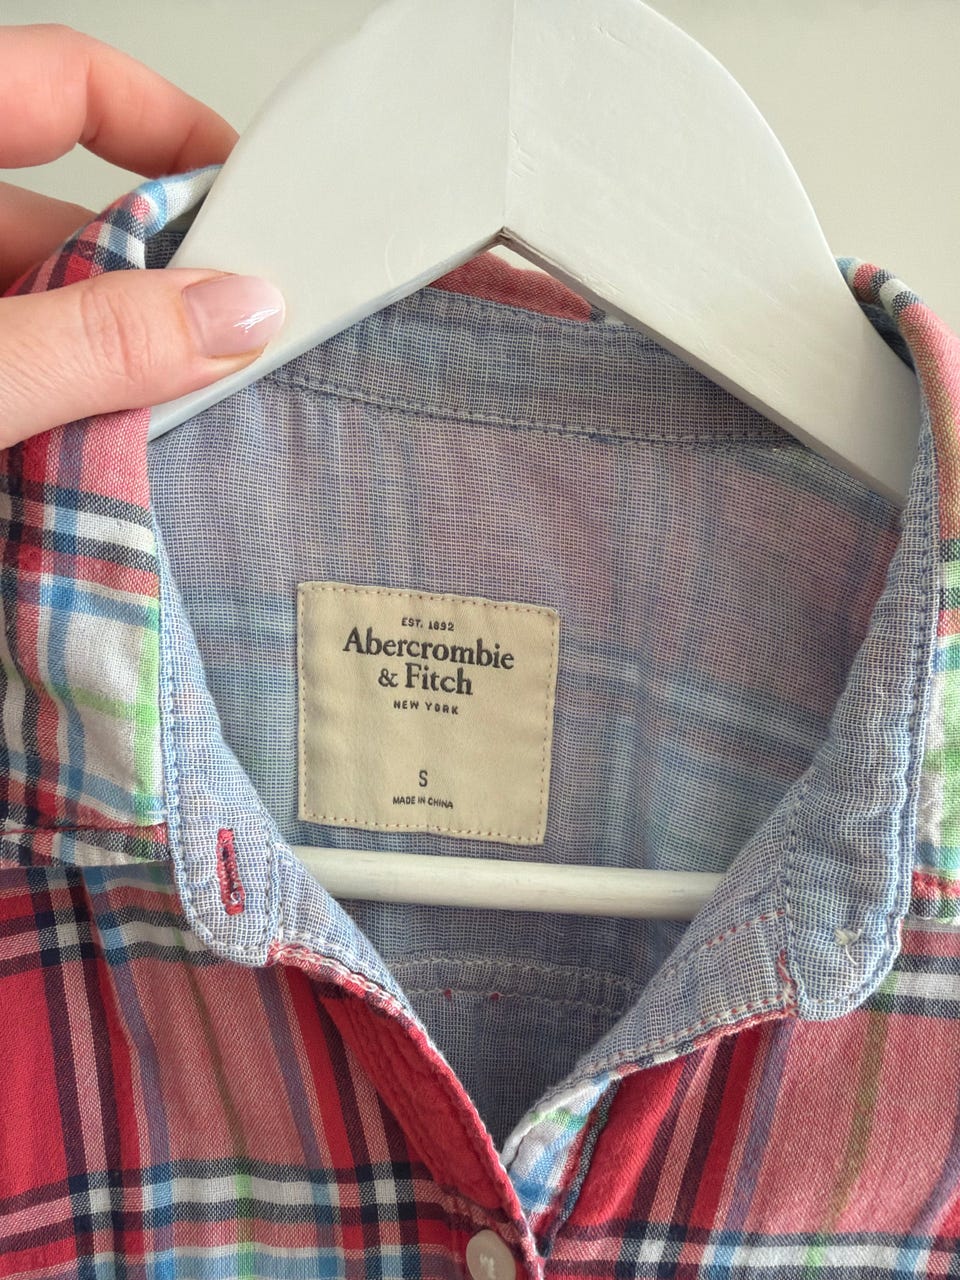 EST. 1892
Abercrombie
& Fitch
NEW YORK
S
MADE IN CHINA